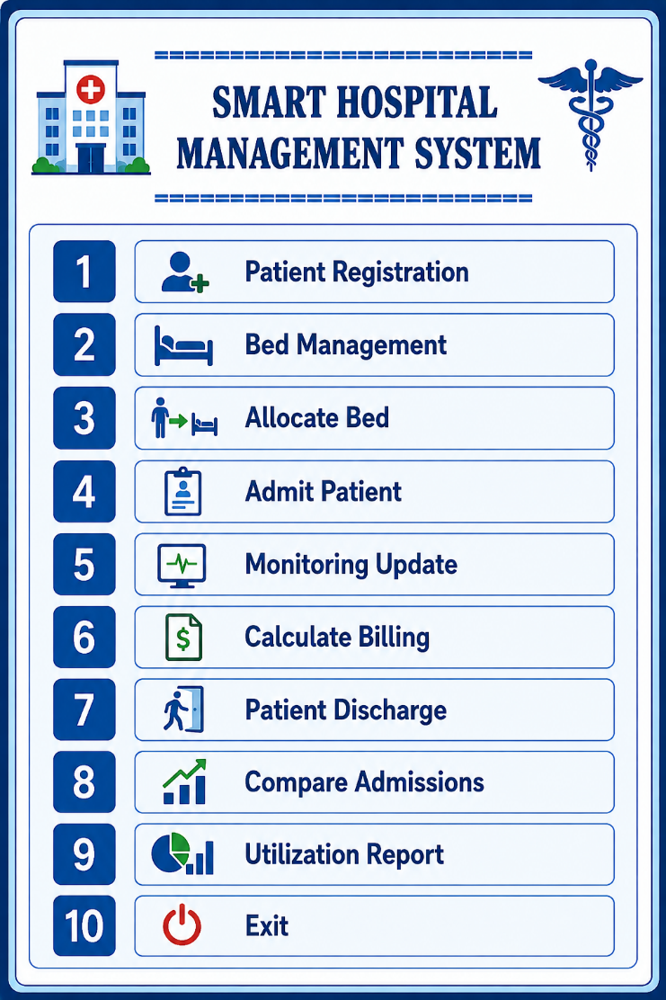 ==============================
SMART HOSPITAL
MANAGEMENT SYSTEM
==============================
1 Patient Registration
2 Bed Management
3 Allocate Bed
4 Admit Patient
5 Monitoring Update
6 $ Calculate Billing
7 Patient Discharge
8 Compare Admissions
9 Utilization Report
10 Exit